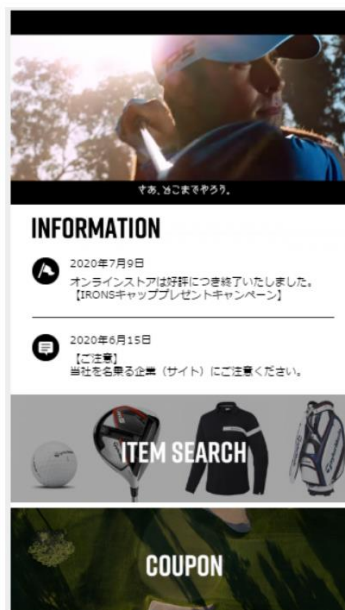 さあ、どこまでやろう。
INFORMATION
2020年7月9日
オンラインストアは好評につき終了いたしました。
【IRONSキャッププレゼントキャンペーン】
2020年6月15日
【ご注意】
当社を名乗る企業（サイト）にご注意ください。
ITEM SEARCH
COUPON